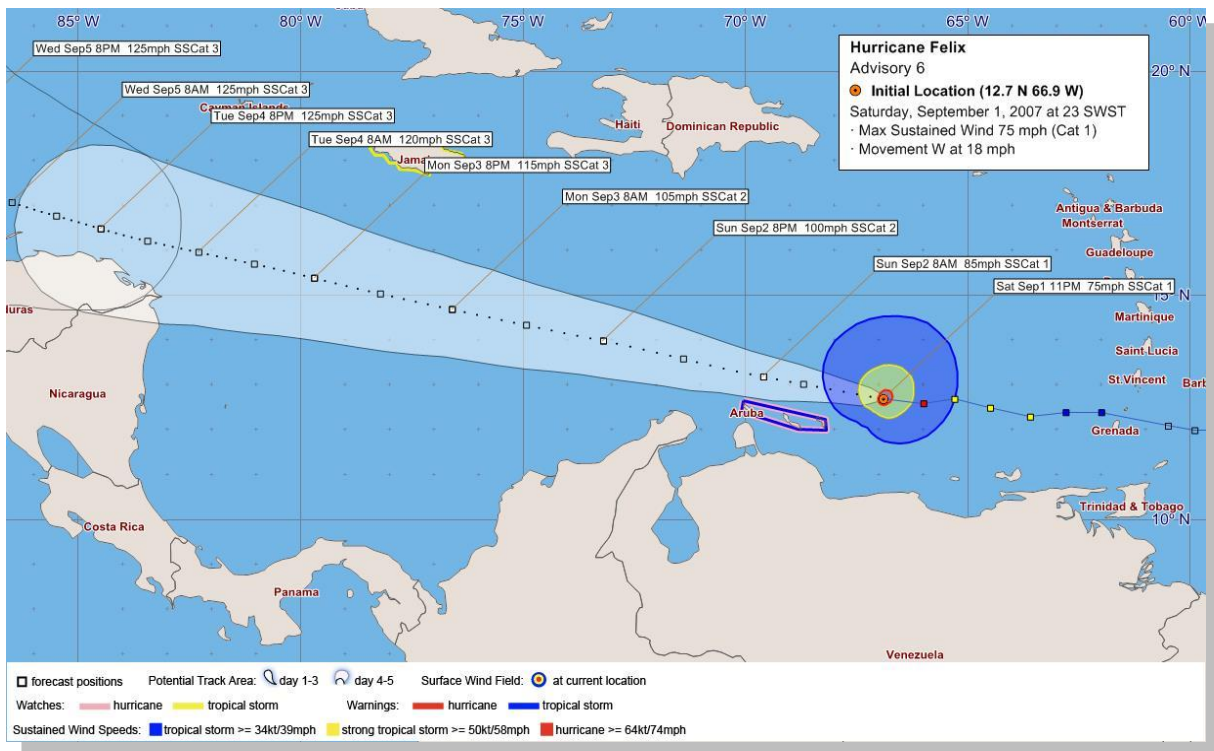 85° W 80° W 75° W 70° W 65° W 60° W
Wed Sep5 8PM 125mph SSCat 3
Wed Sep5 8AM 125mph SSCat 3
Cayman Islands
Tue Sep4 8PM 125mph SSCat 3
Tue Sep4 8AM 120mph SSCat 3
Jama
Mon Sep3 8PM 115mph SSCat 3
Mon Sep3 8AM 105mph SSCat 2
Sun Sep2 8PM 100mph SSCat 2
Sun Sep2 8AM 85mph SSCat 1
Sat Sep1 11PM 75mph SSCat 1
Hurricane Felix
Advisory 6
Initial Location (12.7 N 66.9 W)
Saturday, September 1, 2007 at 23 SWST
· Max Sustained Wind 75 mph (Cat 1)
· Movement W at 18 mph
20° N
Haiti
Dominican Republic
Antigua & Barbuda
Montserrat
Guadeloupe
15° N
Martinique
Saint Lucia
St.Vincent
Barb
Grenada
Trinidad & Tobago
10° N
duras
Nicaragua
Aruba
Costa Rica
Panama
Venezuela
forecast positions Potential Track Area: day 1-3 day 4-5 Surface Wind Field: at current location
Watches: hurricane tropical storm Warnings: hurricane tropical storm
Sustained Wind Speeds: tropical storm >= 34kt/39mph strong tropical storm >= 50kt/58mph hurricane >= 64kt/74mph